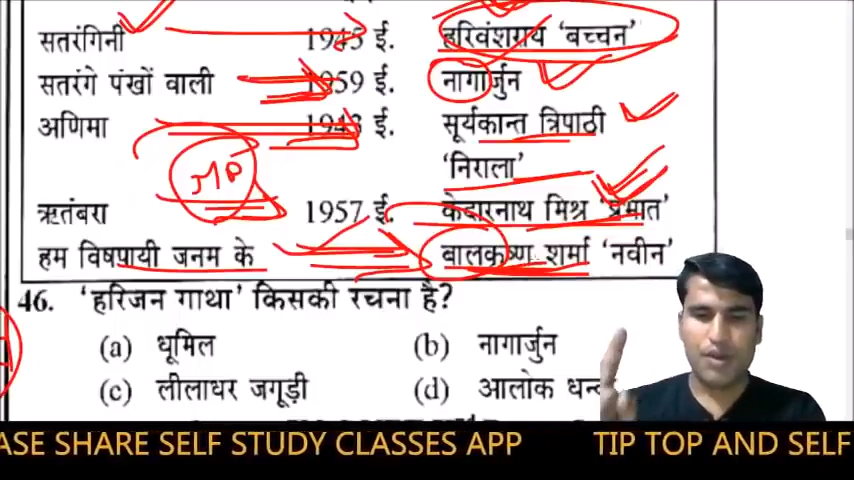 सतरंगिनी 1945 ई. हरिवंशराय 'बच्चन'
सतरंगे पंखों वाली 1959 ई. नागार्जुन
अणिमा 1943 ई. सूर्यकान्त त्रिपाठी
'निराला'
MP
ऋतंबरा 1957 ई. केदारनाथ मिश्र 'प्रभात'
हम विषपायी जनम के बालकृष्ण शर्मा 'नवीन'
46. 'हरिजन गाथा' किसकी रचना है?
(a) धूमिल (b) नागार्जुन
(c) लीलाधर जगूड़ी (d) आलोक
ASE SHARE SELF STUDY CLASSES APP TIP TOP AND SELF